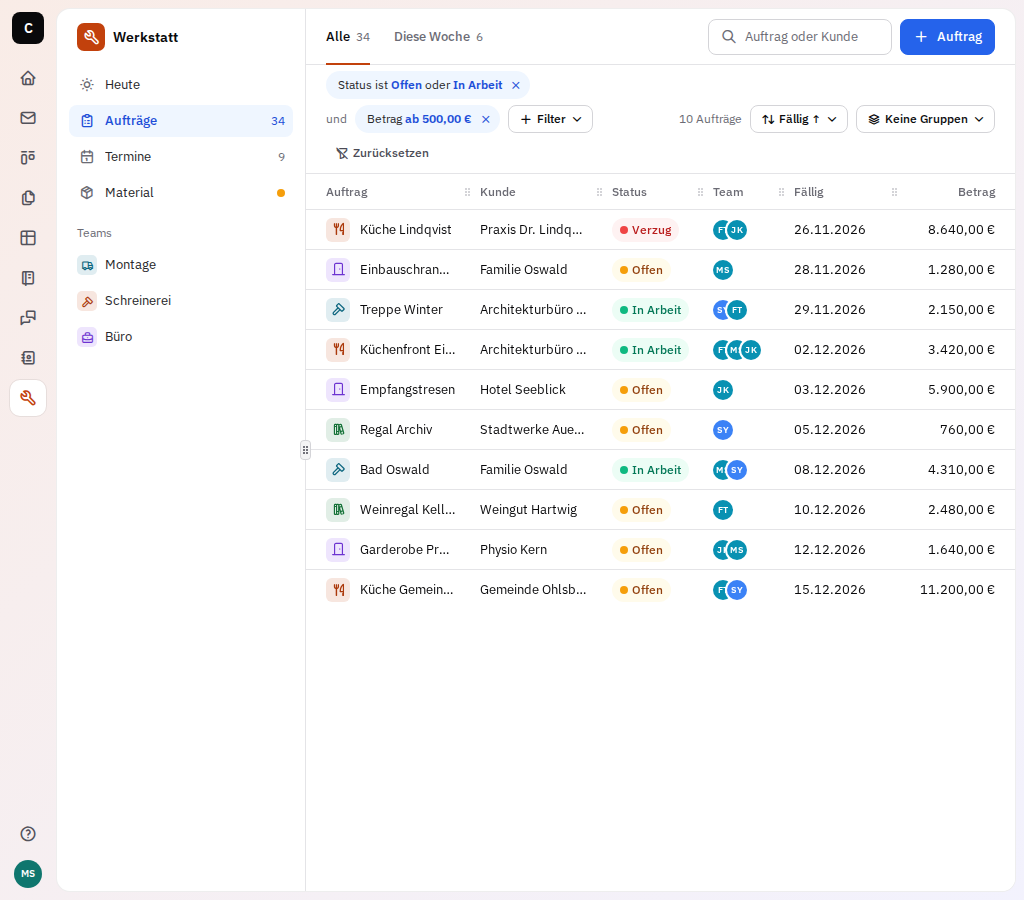 C
Werkstatt
Alle 34
Diese Woche 6
Auftrag oder Kunde
Auftrag
Heute
Aufträge 34
Termine 9
Material
Teams
Montage
Schreinerei
Büro
MS
Status ist Offen oder In Arbeit
und
Betrag ab 500,00 €
Filter
10 Aufträge
Fällig ↑
Keine Gruppen
Zurücksetzen
Auftrag Kunde Status Team Fällig Betrag
Küche Lindqvist Praxis Dr. Lindq... Verzug JK 26.11.2026 8.640,00 €
Einbauschran... Familie Oswald Offen MS 28.11.2026 1.280,00 €
Treppe Winter Architekturbüro ... In Arbeit FT 29.11.2026 2.150,00 €
Küchenfront Ei... Architekturbüro ... In Arbeit JK 02.12.2026 3.420,00 €
Empfangstresen Hotel Seeblick Offen JK 03.12.2026 5.900,00 €
Regal Archiv Stadtwerke Aue... Offen SY 05.12.2026 760,00 €
Bad Oswald Familie Oswald In Arbeit SY 08.12.2026 4.310,00 €
Weinregal Kell... Weingut Hartwig Offen FT 10.12.2026 2.480,00 €
Garderobe Pr... Physio Kern Offen MS 12.12.2026 1.640,00 €
Küche Gemein... Gemeinde Ohlsb... Offen SY 15.12.2026 11.200,00 €